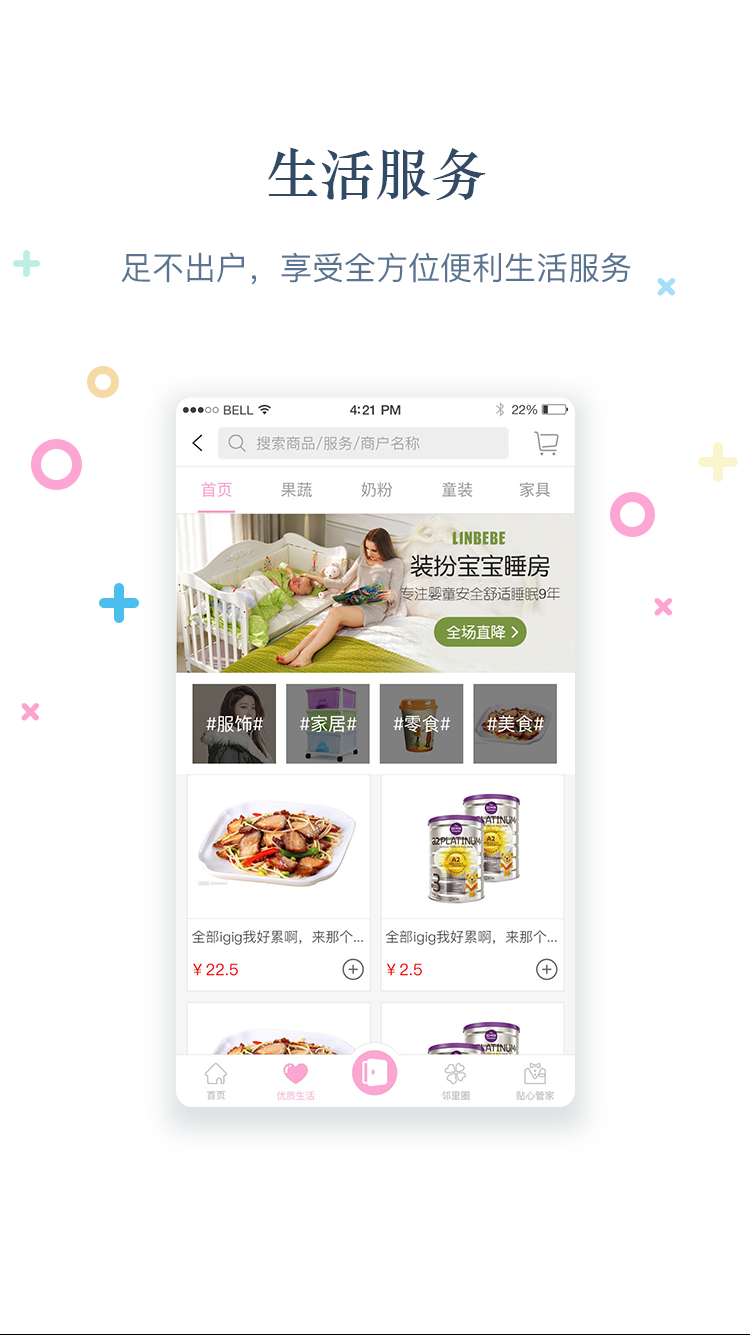 生活服务
足不出户，享受全方位便利生活服务
BELL 4:21 PM 22%
搜索商品/服务/商户名称
首页 果蔬 奶粉 童装 家具
LINBEBE
装扮宝宝睡房
专注婴童安全舒适睡眠9年
全场直降
#服饰# #家居# #零食# #美食#
a2 PLATINUM
A2
3
PLATINUM
全部igig我好累啊，来那个... 全部igig我好累啊，来那个...
¥22.5 ¥2.5
PLATINUM
首页 优质生活 邻里圈 贴心管家